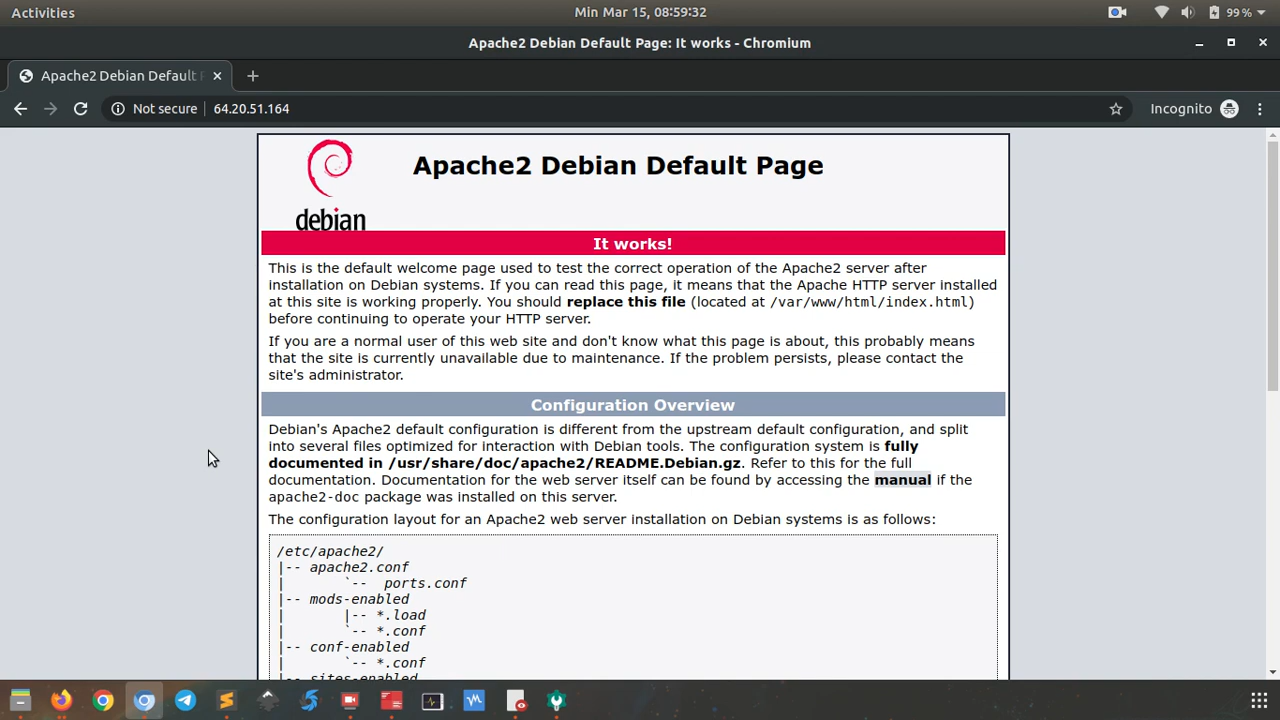 Activities
Min Mar 15, 08:59:32
99 %
Apache2 Debian Default Page: It works - Chromium
Apache2 Debian Default P
Not secure
64.20.51.164
Incognito
debian
Apache2 Debian Default Page
It works!
This is the default welcome page used to test the correct operation of the Apache2 server after
installation on Debian systems. If you can read this page, it means that the Apache HTTP server installed
at this site is working properly. You should replace this file (located at /var/www/html/index.html)
before continuing to operate your HTTP server.
If you are a normal user of this web site and don't know what this page is about, this probably means
that the site is currently unavailable due to maintenance. If the problem persists, please contact the
site's administrator.
Configuration Overview
Debian's Apache2 default configuration is different from the upstream default configuration, and split
into several files optimized for interaction with Debian tools. The configuration system is fully
documented in /usr/share/doc/apache2/README.Debian.gz. Refer to this for the full
documentation. Documentation for the web server itself can be found by accessing the manual if the
apache2-doc package was installed on this server.
The configuration layout for an Apache2 web server installation on Debian systems is as follows:
/etc/apache2/
|-- apache2.conf
|       `--  ports.conf
|-- mods-enabled
|       |-- *.load
|       `-- *.conf
|-- conf-enabled
|       `-- *.conf
|-- sites-enabled